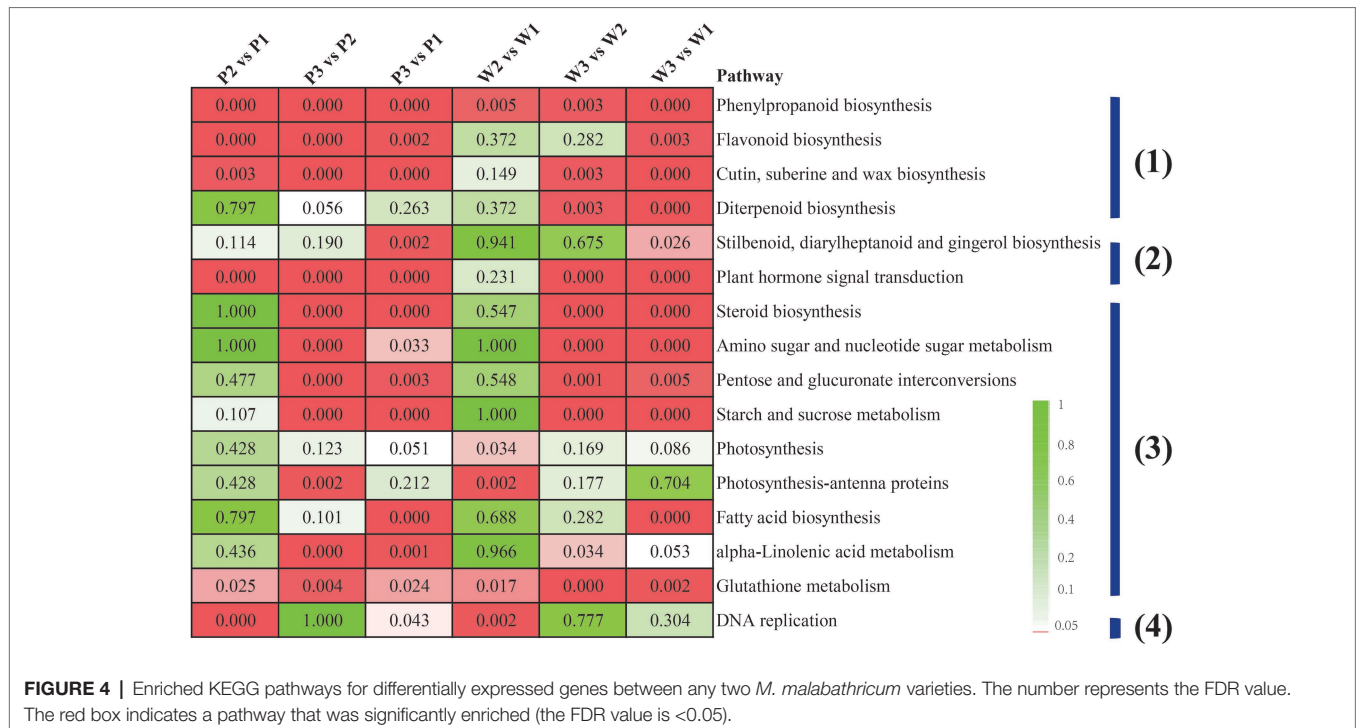 P2 vs P1 P3 vs P2 P3 vs P1 W2 vs W1 W3 vs W2 W3 vs W1 Pathway
0.000 0.000 0.000 0.005 0.003 0.000 Phenylpropanoid biosynthesis
0.000 0.000 0.002 0.372 0.282 0.003 Flavonoid biosynthesis
(1)
0.003 0.000 0.000 0.149 0.003 0.000 Cutin, suberine and wax biosynthesis
0.797 0.056 0.263 0.372 0.003 0.000 Diterpenoid biosynthesis
0.114 0.190 0.002 0.941 0.675 0.026 Stilbenoid, diarylheptanoid and gingerol biosynthesis
(2)
0.000 0.000 0.000 0.231 0.000 0.000 Plant hormone signal transduction
1.000 0.000 0.000 0.547 0.000 0.000 Steroid biosynthesis
1.000 0.000 0.033 1.000 0.000 0.000 Amino sugar and nucleotide sugar metabolism
0.477 0.000 0.003 0.548 0.001 0.005 Pentose and glucuronate interconversions
0.107 0.000 0.000 1.000 0.000 0.000 Starch and sucrose metabolism
0.428 0.123 0.051 0.034 0.169 0.086 Photosynthesis
(3)
0.428 0.002 0.212 0.002 0.177 0.704 Photosynthesis-antenna proteins
0.797 0.101 0.000 0.688 0.282 0.000 Fatty acid biosynthesis
0.436 0.000 0.001 0.966 0.034 0.053 alpha-Linolenic acid metabolism
0.025 0.004 0.024 0.017 0.000 0.002 Glutathione metabolism
0.000 1.000 0.043 0.002 0.777 0.304 DNA replication
(4)
1
0.8
0.6
0.4
0.2
0.1
0.05
FIGURE 4 | Enriched KEGG pathways for differentially expressed genes between any two M. malabathricum varieties. The number represents the FDR value.
The red box indicates a pathway that was significantly enriched (the FDR value is <0.05).